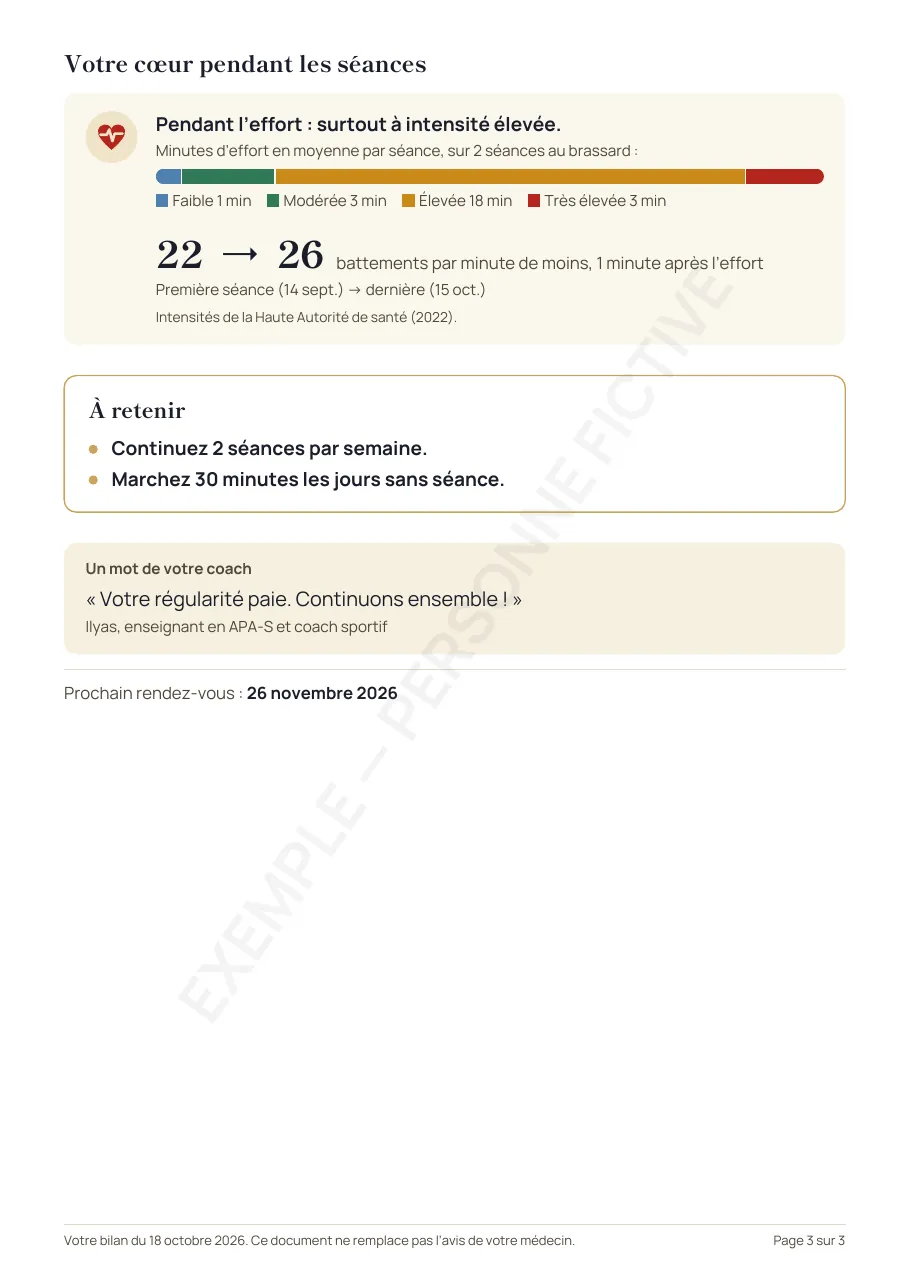 Votre cœur pendant les séances
Pendant l’effort : surtout à intensité élevée.
Minutes d’effort en moyenne par séance, sur 2 séances au brassard :
Faible 1 min Modérée 3 min Élevée 18 min Très élevée 3 min
22 → 26 battements par minute de moins, 1 minute après l’effort
Première séance (14 sept.) → dernière (15 oct.)
Intensités de la Haute Autorité de santé (2022).
À retenir
Continuez 2 séances par semaine.
Marchez 30 minutes les jours sans séance.
Un mot de votre coach
« Votre régularité paie. Continuons ensemble ! »
Ilyas, enseignant en APA-S et coach sportif
Prochain rendez-vous : 26 novembre 2026
EXEMPLE — PERSONNE FICTIVE
Votre bilan du 18 octobre 2026. Ce document ne remplace pas l’avis de votre médecin. Page 3 sur 3